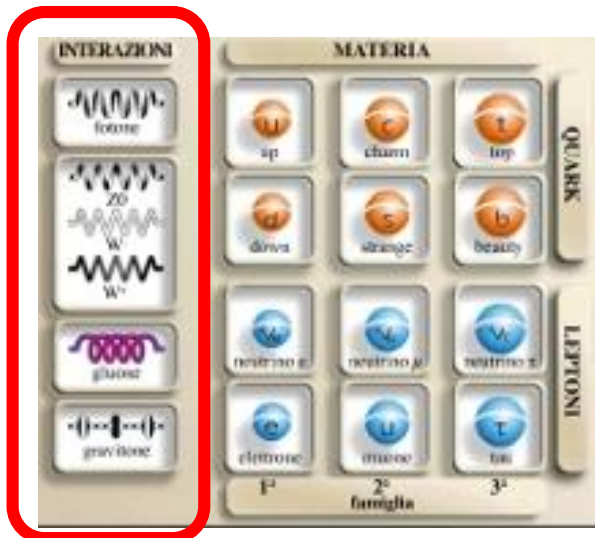 INTERAZIONI
fotone
Z0
W-
W+
gluone
gravitone
MATERIA
u
up
c
charm
t
top
d
down
s
strange
b
beauty
QUARK
νe
neutrino e
neutrino μ
neutrino τ
e
elettrone
μ
muone
τ
tau
LEPTONI
1ª
2ª
3ª
famiglia